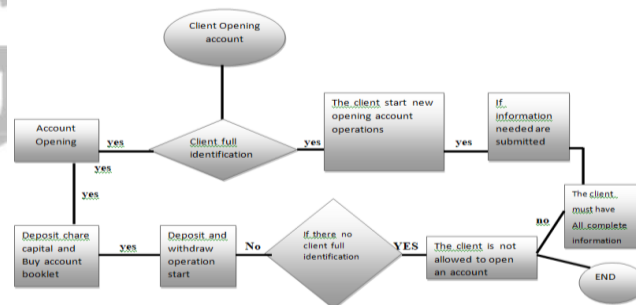 Client Opening
account
Account
Opening
yes
yes
Client full
identification
yes
The client start new
opening account
operations
yes
If
information
needed are
submitted
The client
must have
All complete
information
yes
Deposit chare
capital and
Buy account
booklet
yes
Deposit and
withdraw
operation
start
No
If there no
client full
identification
YES
The client is not
allowed to open
an account
no
END